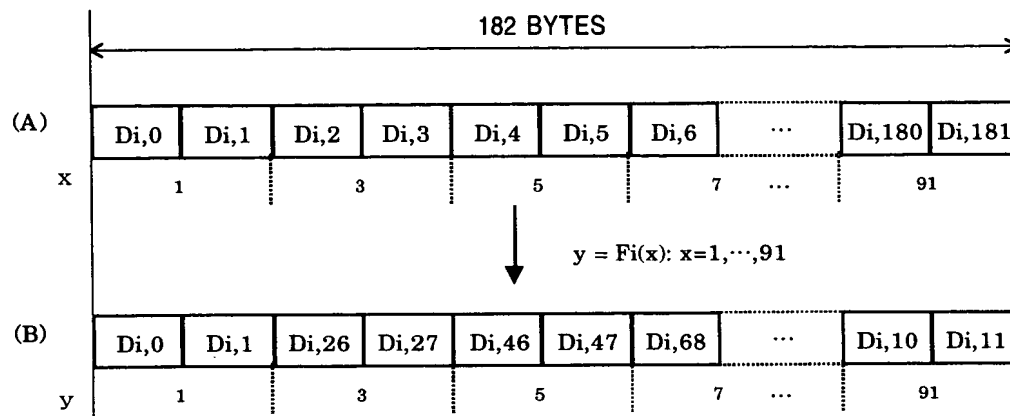 182 BYTES
(A) Di,0 Di,1 Di,2 Di,3 Di,4 Di,5 Di,6 ··· Di,180 Di,181
x 1 3 5 7 ··· 91
y = Fi(x): x=1,···,91
(B) Di,0 Di,1 Di,26 Di,27 Di,46 Di,47 Di,68 ··· Di,10 Di,11
y 1 3 5 7 ··· 91